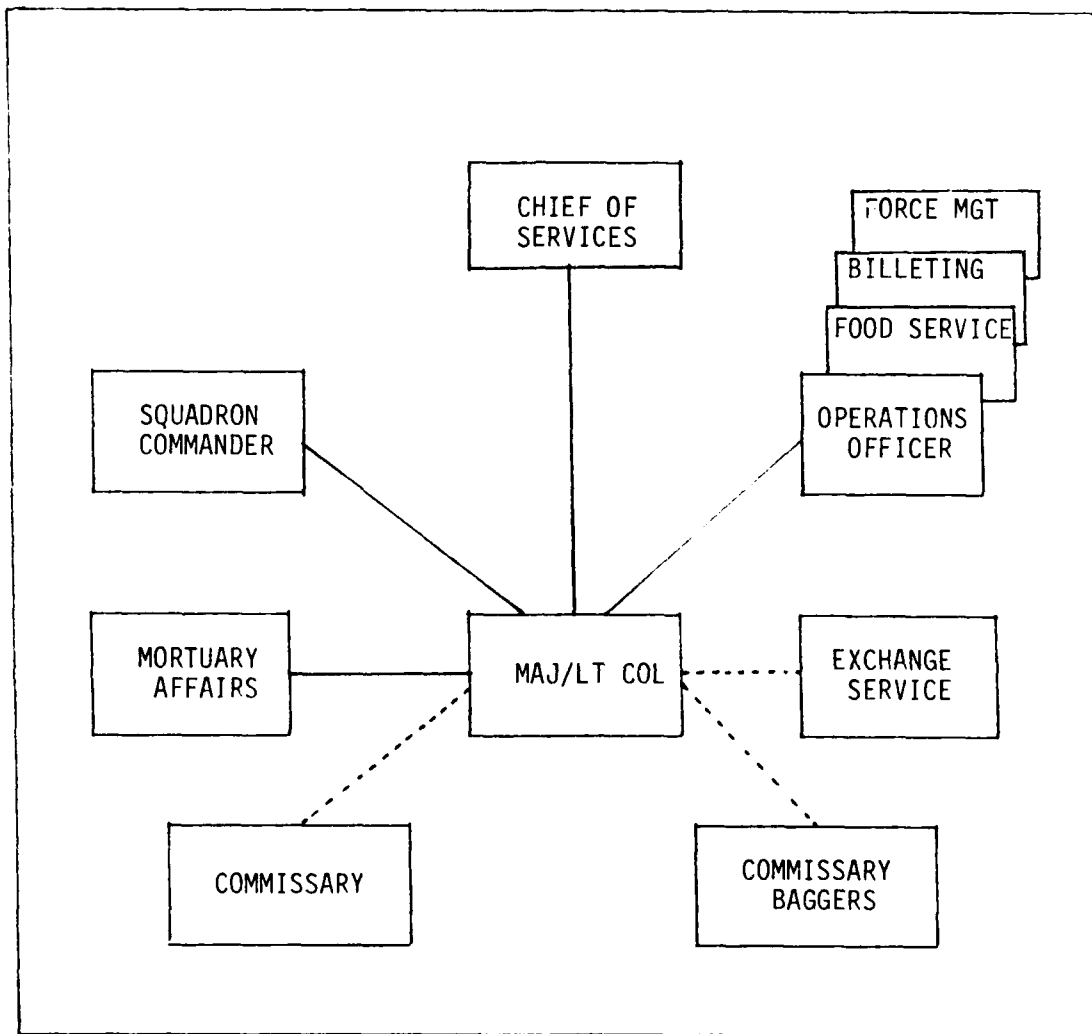 CHIEF OF
SERVICES
FORCE MGT
BILLETING
FOOD SERVICE
OPERATIONS
OFFICER
SQUADRON
COMMANDER
MORTUARY
AFFAIRS
MAJ/LT COL
EXCHANGE
SERVICE
COMMISSARY
COMMISSARY
BAGGERS